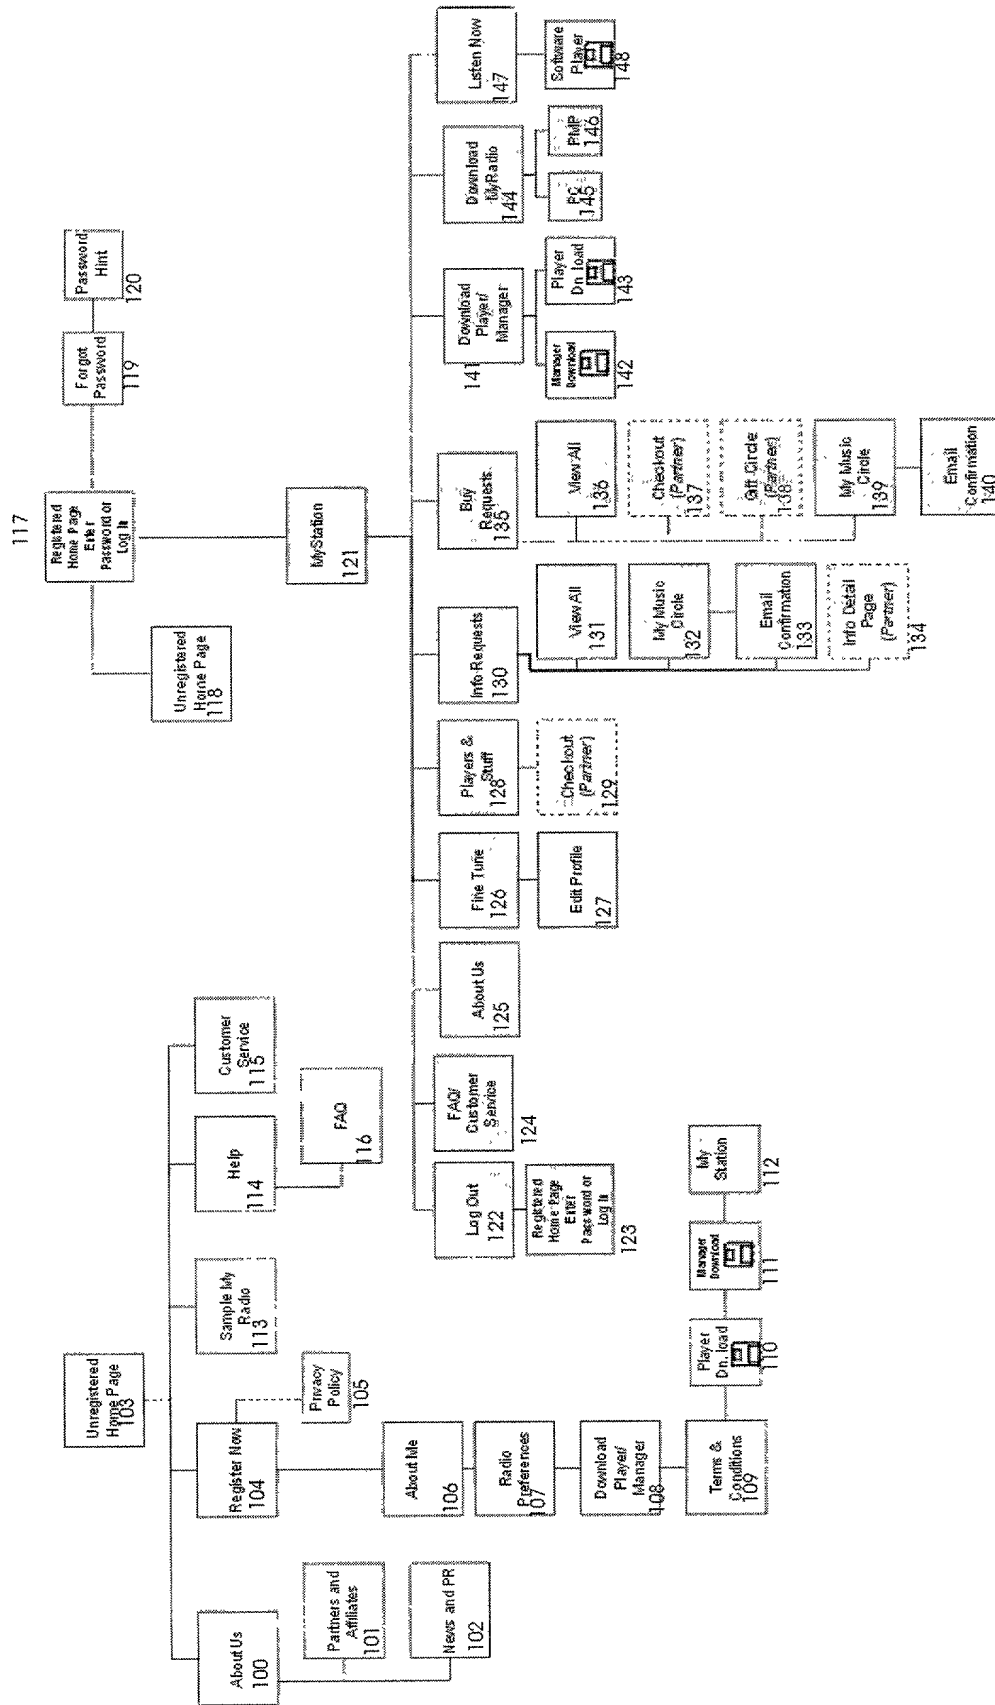 Unregistered
Home Page
103
About Us
100
Partners and
Affiliates
101
News and PR
102
Register Now
104
Privacy
Policy
105
About Me
106
Radio
Preferences
107
Download
Player/
Manager
108
Terms &
Conditions
109
Player
Dn. load
110
Manager
Download
111
My
Station
112
Sample My
Radio
113
Help
114
FAQ
116
Customer
Service
115
117
Registered
Home Page
Enter
Password or
Log In
Unregistered
Home Page
118
Forgot
Password
119
Password
Hint
120
MyStation
121
Log Out
122
Registered
Home Page
Enter
Password or
Log In
123
FAQ/
Customer
Service
124
About Us
125
Fine Tune
126
Edit Profile
127
Players &
Stuff
128
Checkout
(Partner)
129
Info Requests
130
View All
131
My Music
Circle
132
Email
Confirmation
133
Info Detail
Page
(Partner)
134
Buy
Requests
135
View All
136
Checkout
(Partner)
137
Gift Circle
(Partner)
138
My Music
Circle
139
Email
Confirmation
140
Download
Player/
Manager
141
Manager
Download
142
Player
Dn. load
143
Download
MyRadio
144
PC
145
PMP
146
Listen Now
147
Software
Player
148